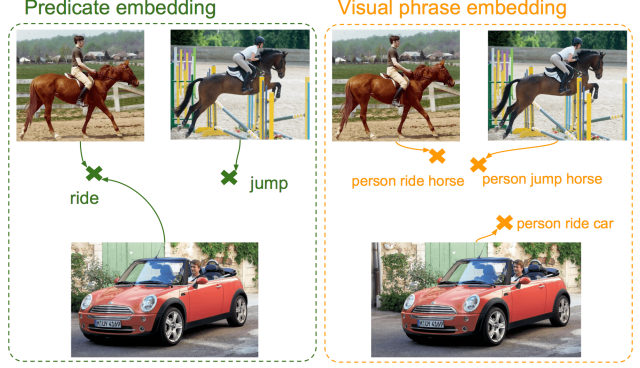 Predicate embedding
Visual phrase embedding
ride
jump
person ride horse
person jump horse
person ride car